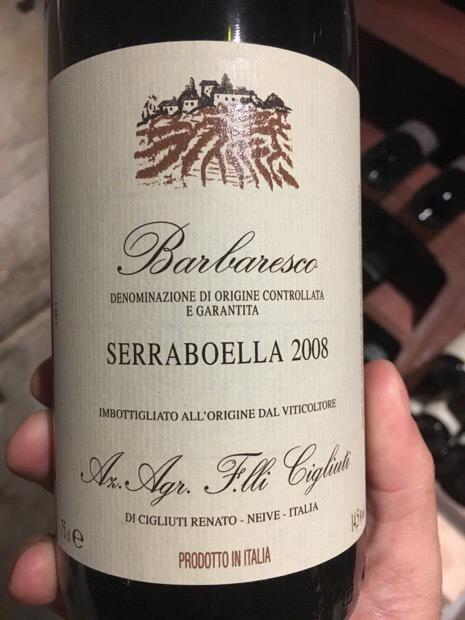 Barbaresco
DENOMINAZIONE DI ORIGINE CONTROLLATA
E GARANTITA
SERRABOELLA 2008
IMBOTTIGLIATO ALL'ORIGINE DAL VITICOLTORE
Az. Agr. F.lli Cigliuti
DI CIGLIUTI RENATO - NEIVE - ITALIA
PRODOTTO IN ITALIA